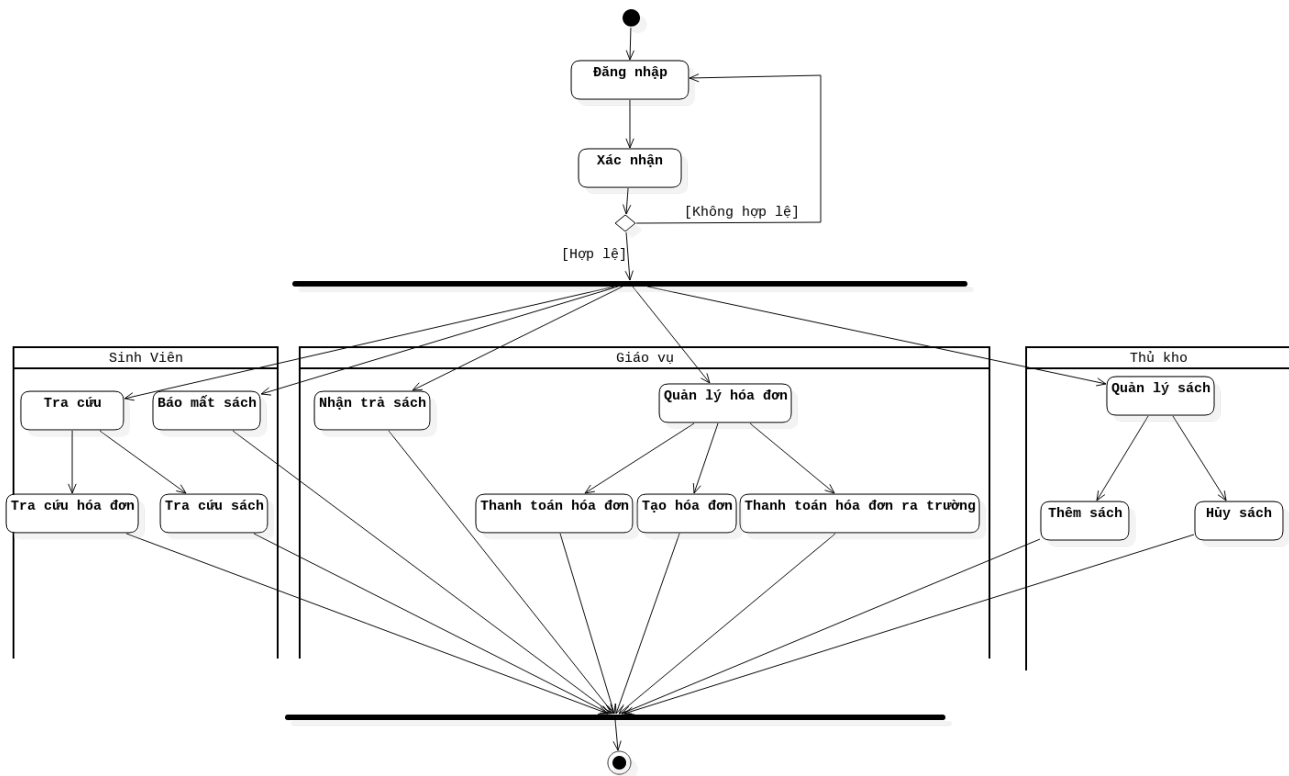 Đăng nhập
Xác nhận
[Không hợp lệ]
[Hợp lệ]
Sinh Viên
Giáo vụ
Thủ kho
Tra cứu
Báo mất sách
Nhận trả sách
Quản lý hóa đơn
Quản lý sách
Tra cứu hóa đơn
Tra cứu sách
Thanh toán hóa đơn
Tạo hóa đơn
Thanh toán hóa đơn ra trường
Thêm sách
Hủy sách